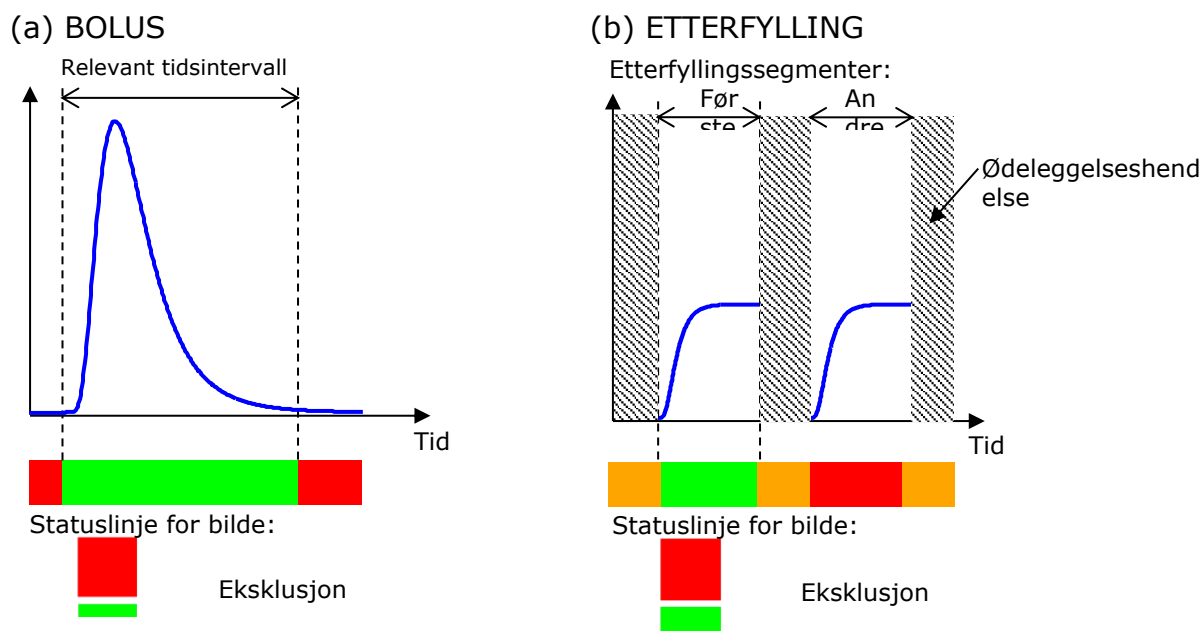 (a) BOLUS
Relevant tidsintervall
Tid
Statuslinje for bilde:
Eksklusjon
(b) ETTERFYLLING
Etterfyllingssegmenter:
Før
ste
An
dre
Ødeleggelseshend
else
Tid
Statuslinje for bilde:
Eksklusjon